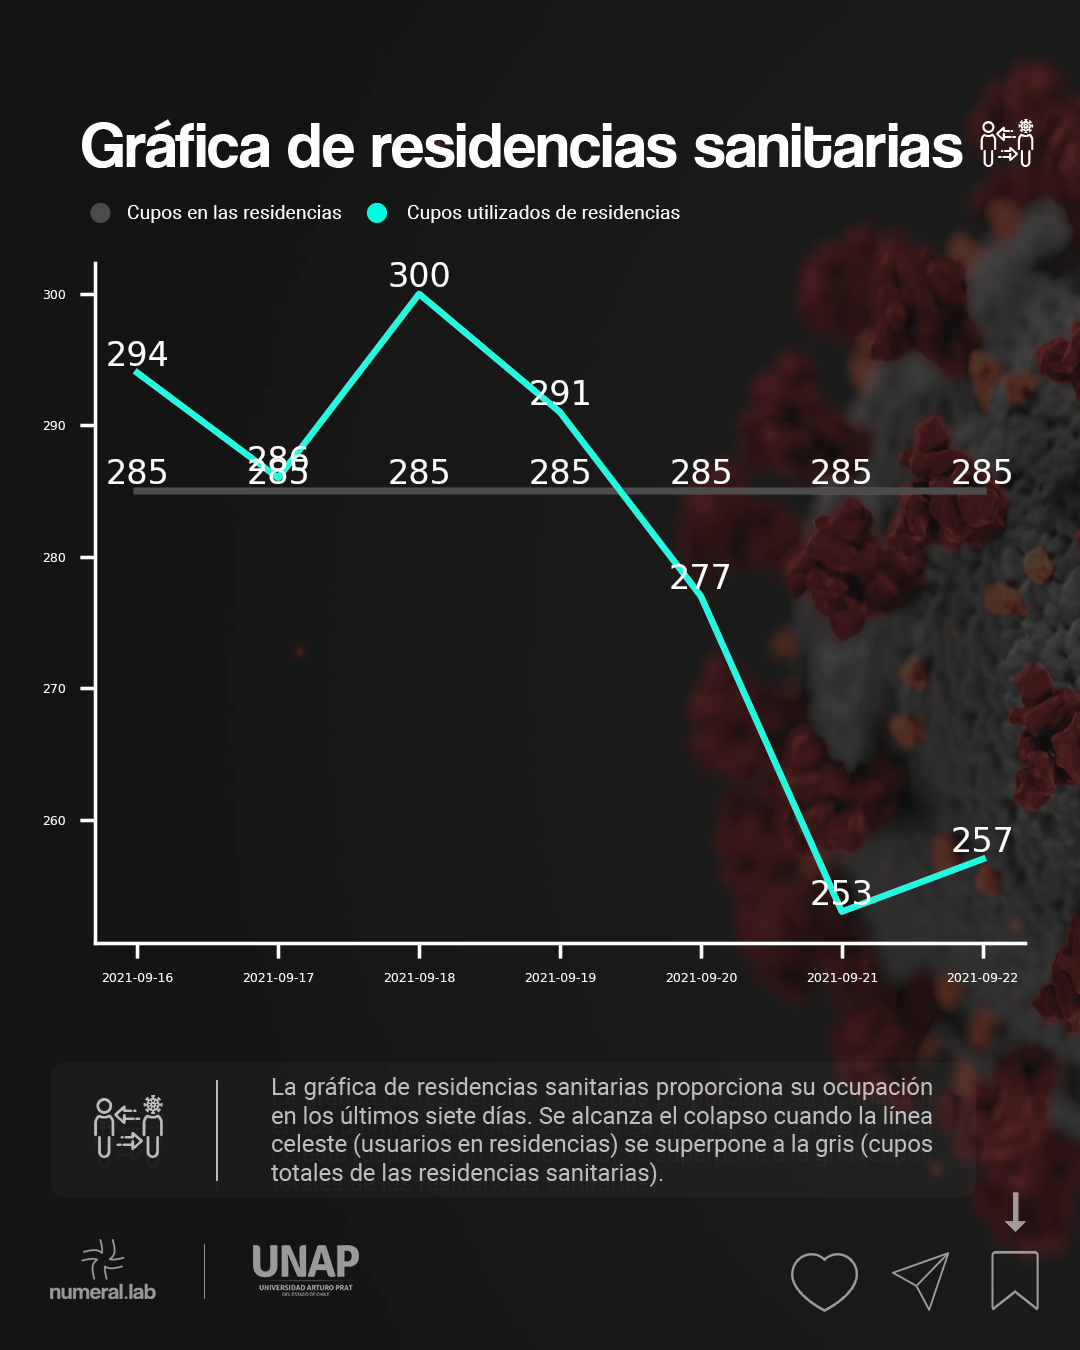 Gráfica de residencias sanitarias
Cupos en las residencias
Cupos utilizados de residencias
300
290
280
270
260
294
286
300
291
277
253
257
285
285
285
285
285
285
285
2021-09-16
2021-09-17
2021-09-18
2021-09-19
2021-09-20
2021-09-21
2021-09-22
La gráfica de residencias sanitarias proporciona su ocupación
en los últimos siete días. Se alcanza el colapso cuando la línea
celeste (usuarios en residencias) se superpone a la gris (cupos
totales de las residencias sanitarias).
numeral.lab
UNAP
UNIVERSIDAD ARTURO PRAT
DEL ESTADO DE CHILE